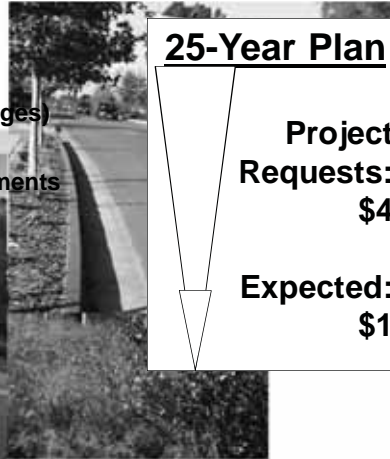 25-Year Plan
ges)
Project
Requests:
ments
$4
Expected:
$1